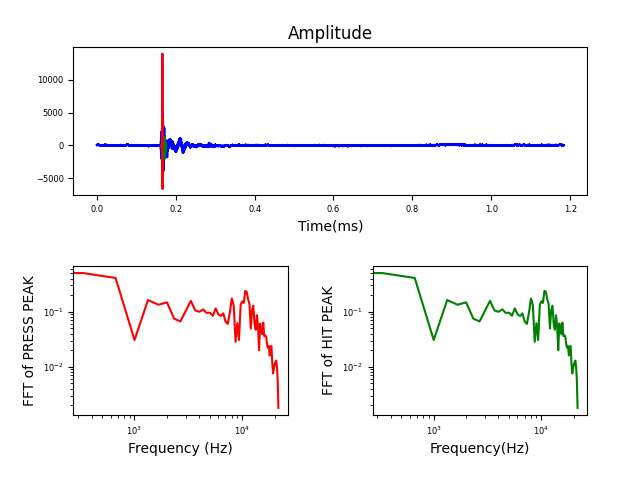 Amplitude
10000
5000
0
−5000
0.0 0.2 0.4 0.6 0.8 1.0 1.2
Time(ms)
FFT of PRESS PEAK
10⁻¹
10⁻²
10³ 10⁴
Frequency (Hz)
FFT of HIT PEAK
10⁻¹
10⁻²
10³ 10⁴
Frequency(Hz)